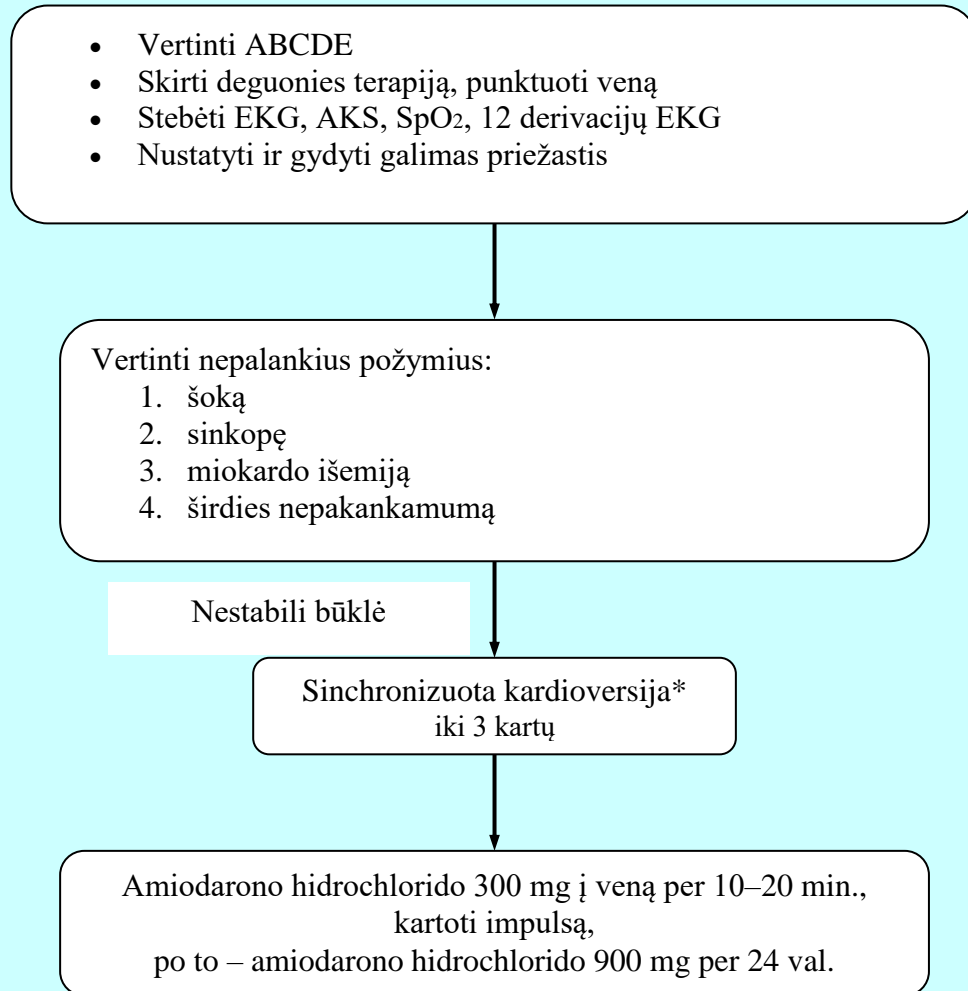 • Vertinti ABCDE
• Skirti deguonies terapiją, punktuoti veną
• Stebėti EKG, AKS, SpO₂, 12 derivacijų EKG
• Nustatyti ir gydyti galimas priežastis
Vertinti nepalankius požymius:
1. šoką
2. sinkopę
3. miokardo išemiją
4. širdies nepakankamumą
Nestabili būklė
Sinchronizuota kardioversija*
iki 3 kartų
Amiodarono hidrochlorido 300 mg į veną per 10–20 min.,
kartoti impulsą,
po to – amiodarono hidrochlorido 900 mg per 24 val.